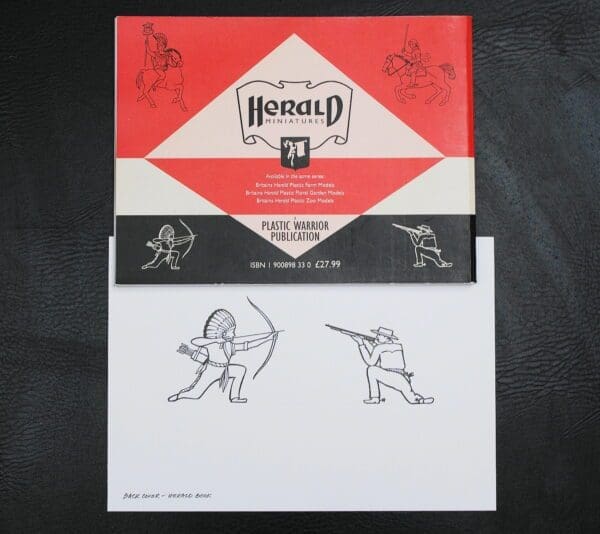 HeralD
MINIATURES
Available in the same series:
Britains Herald Plastic Farm Models
Britains Herald Plastic Floral Garden Models
Britains Herald Plastic Zoo Models
A
PLASTIC WARRIOR
PUBLICATION
ISBN 1 900898 33 0 £27.99
BACK COVER - HERALD BOOK